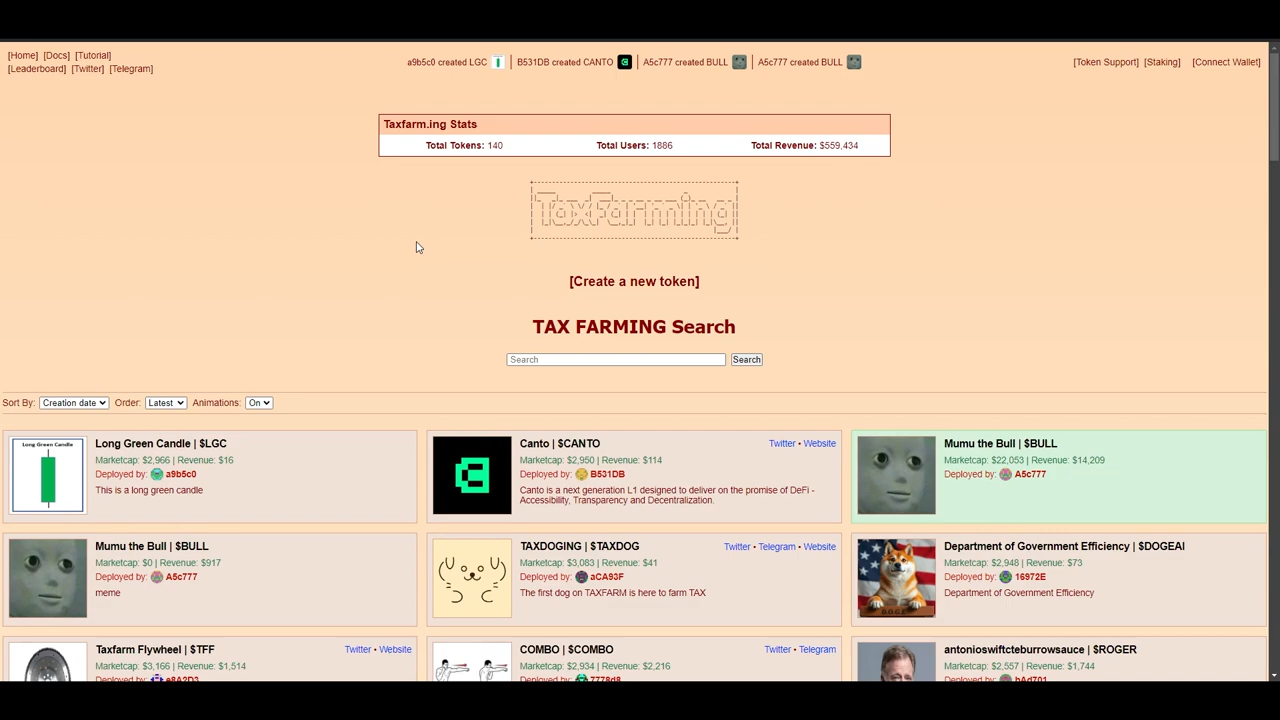 [Home] [Docs] [Tutorial]
[Leaderboard] [Twitter] [Telegram]
a9b5c0 created LGC
B531DB created CANTO
A5c777 created BULL
A5c777 created BULL
[Token Support] [Staking] [Connect Wallet]
Taxfarm.ing Stats
Total Tokens: 140
Total Users: 1886
Total Revenue: $559,434
TaxFarming
[Create a new token]
TAX FARMING Search
Search
Search
Sort By: Creation date Order: Latest Animations: On
Long Green Candle
Long Green Candle | $LGC
Marketcap: $2,966 | Revenue: $16
Deployed by: a9b5c0
This is a long green candle
Canto | $CANTO
Twitter • Website
Marketcap: $2,950 | Revenue: $114
Deployed by: B531DB
Canto is a next generation L1 designed to deliver on the promise of DeFi -
Accessibility, Transparency and Decentralization.
Mumu the Bull | $BULL
Marketcap: $22,053 | Revenue: $14,209
Deployed by: A5c777
Mumu the Bull | $BULL
Marketcap: $0 | Revenue: $917
Deployed by: A5c777
meme
TAXDOGING | $TAXDOG
Twitter • Telegram • Website
Marketcap: $3,083 | Revenue: $41
Deployed by: aCA93F
The first dog on TAXFARM is here to farm TAX
Department of Government Efficiency | $DOGEAI
Marketcap: $2,948 | Revenue: $73
Deployed by: 16972E
Department of Government Efficiency
Taxfarm Flywheel | $TFF
Twitter • Website
Marketcap: $3,166 | Revenue: $1,514
Deployed by: e8A2D3
COMBO | $COMBO
Twitter • Telegram
Marketcap: $2,934 | Revenue: $2,216
Deployed by: 7778d8
antonioswiftcteburrowsauce | $ROGER
Marketcap: $2,557 | Revenue: $1,744
Deployed by: bAd701